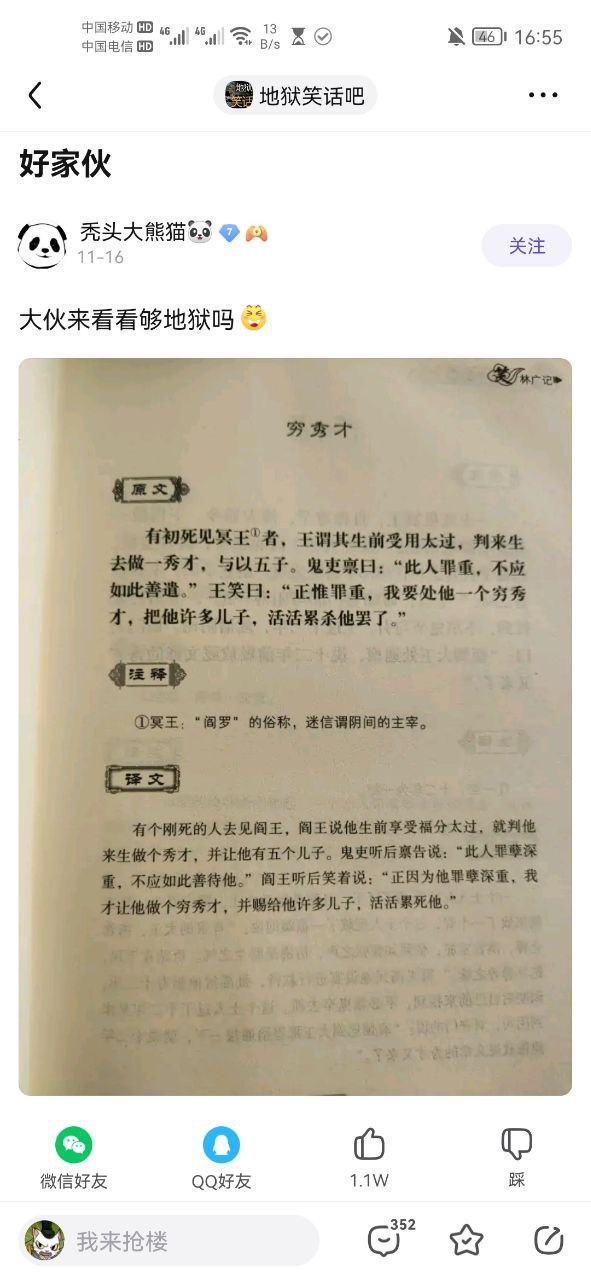 中国移动 HD 4G 4G 13 46 16:55
中国电信 HD B/s
地狱笑话吧
好家伙
秃头大熊猫 7
11-16
关注
大伙来看看够地狱吗
笑林广记
穷秀才
原文
有初死见冥王①者，王谓其生前受用太过，判来生
去做一秀才，与以五子。鬼吏禀曰：“此人罪重，不应
如此善遣。”王笑曰：“正惟罪重，我要处他一个穷秀
才，把他许多儿子，活活累杀他罢了。”
注释
①冥王：“阎罗”的俗称，迷信谓阴间的主宰。
译文
有个刚死的人去见阎王，阎王说他生前享受福分太过，就判他
来生做个秀才，并让他有五个儿子。鬼吏听后禀告说：“此人罪孽深
重，不应如此善待他。”阎王听后笑着说：“正因为他罪孽深重，我
才让他做个穷秀才，并赐给他许多儿子，活活累死他。”
微信好友
QQ好友
1.1W
踩
我来抢楼
352